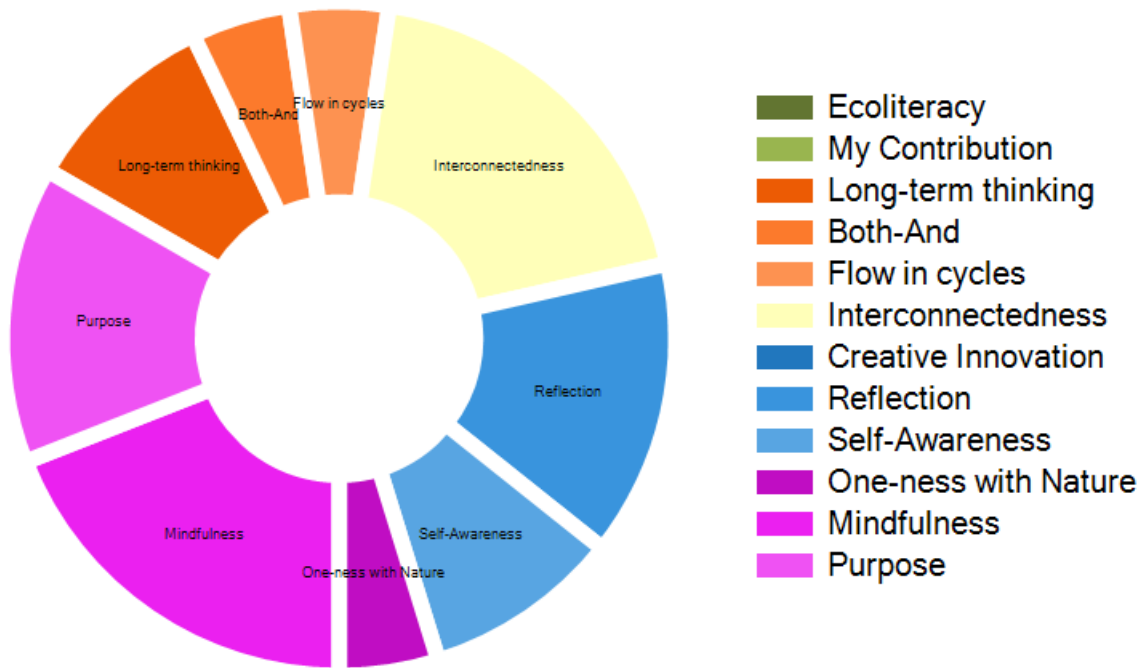 Flow in cycles
Both-And
Long-term thinking
Interconnectedness
Purpose
Reflection
Mindfulness
Self-Awareness
One-ness with Nature
Ecoliteracy
My Contribution
Long-term thinking
Both-And
Flow in cycles
Interconnectedness
Creative Innovation
Reflection
Self-Awareness
One-ness with Nature
Mindfulness
Purpose